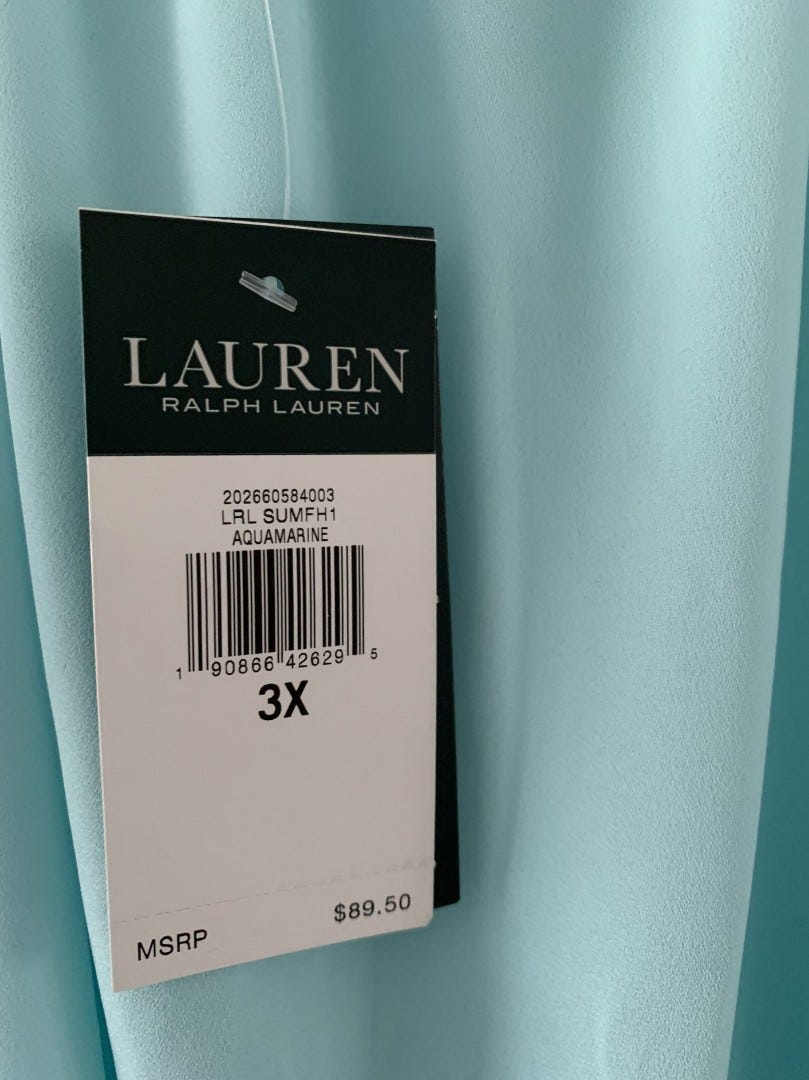 LAUREN
RALPH LAUREN
202660584003
LRL SUMFH1
AQUAMARINE
1 90866 42629 5
3X
MSRP $89.50